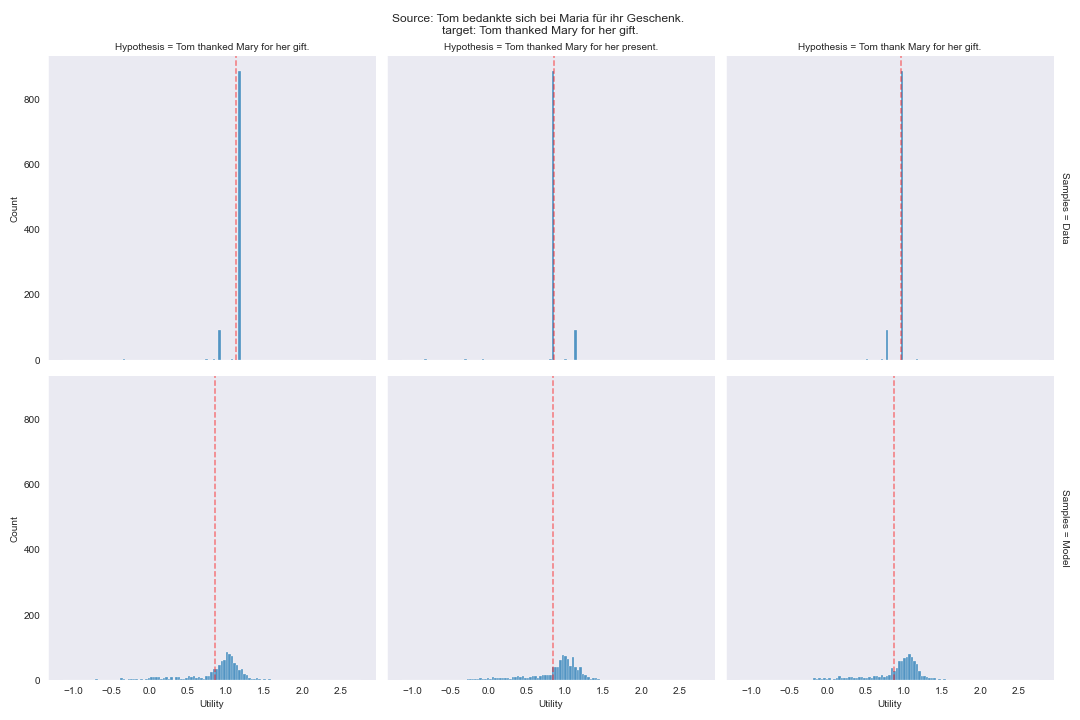 Source: Tom bedankte sich bei Maria für ihr Geschenk.
target: Tom thanked Mary for her gift.
Hypothesis = Tom thanked Mary for her gift.
Hypothesis = Tom thanked Mary for her present.
Hypothesis = Tom thank Mary for her gift.
800
600
400
200
0
Count
Samples = Data
800
600
400
200
0
Count
Samples = Model
−1.0 −0.5 0.0 0.5 1.0 1.5 2.0 2.5
−1.0 −0.5 0.0 0.5 1.0 1.5 2.0 2.5
−1.0 −0.5 0.0 0.5 1.0 1.5 2.0 2.5
Utility
Utility
Utility